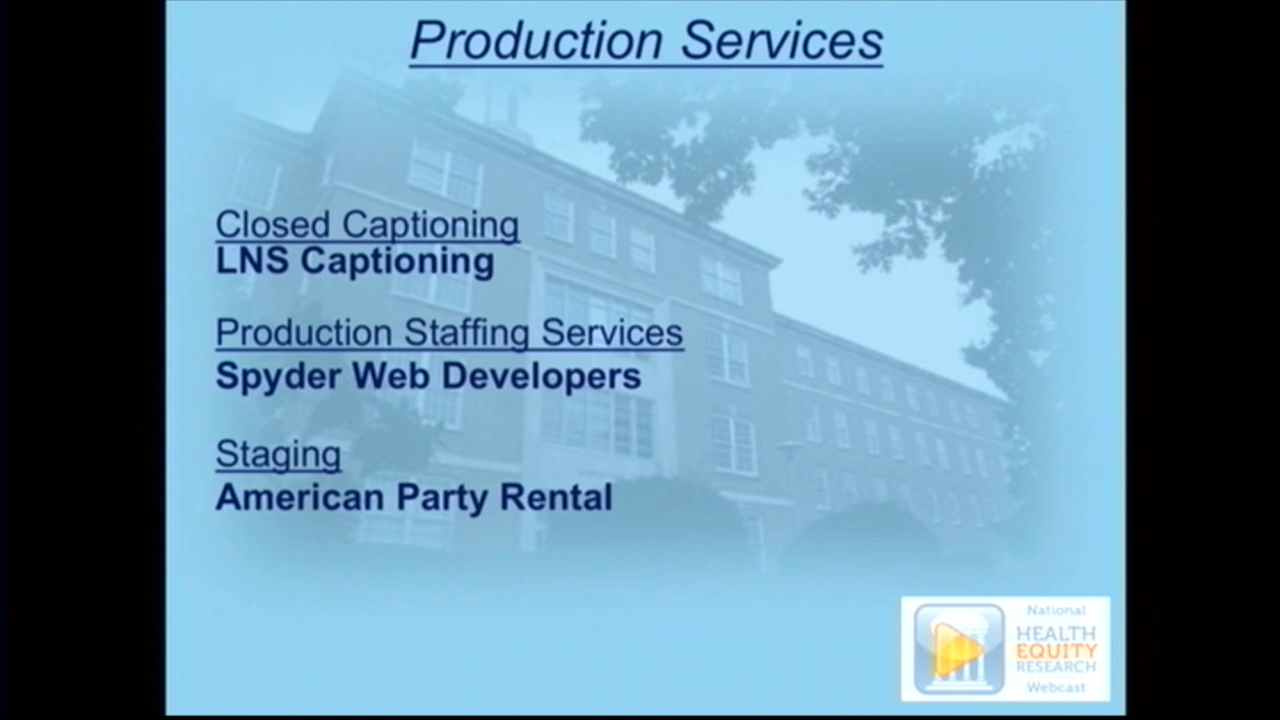 Production Services
Closed Captioning
LNS Captioning
Production Staffing Services
Spyder Web Developers
Staging
American Party Rental
National
HEALTH
EQUITY
RESEARCH
Webcast